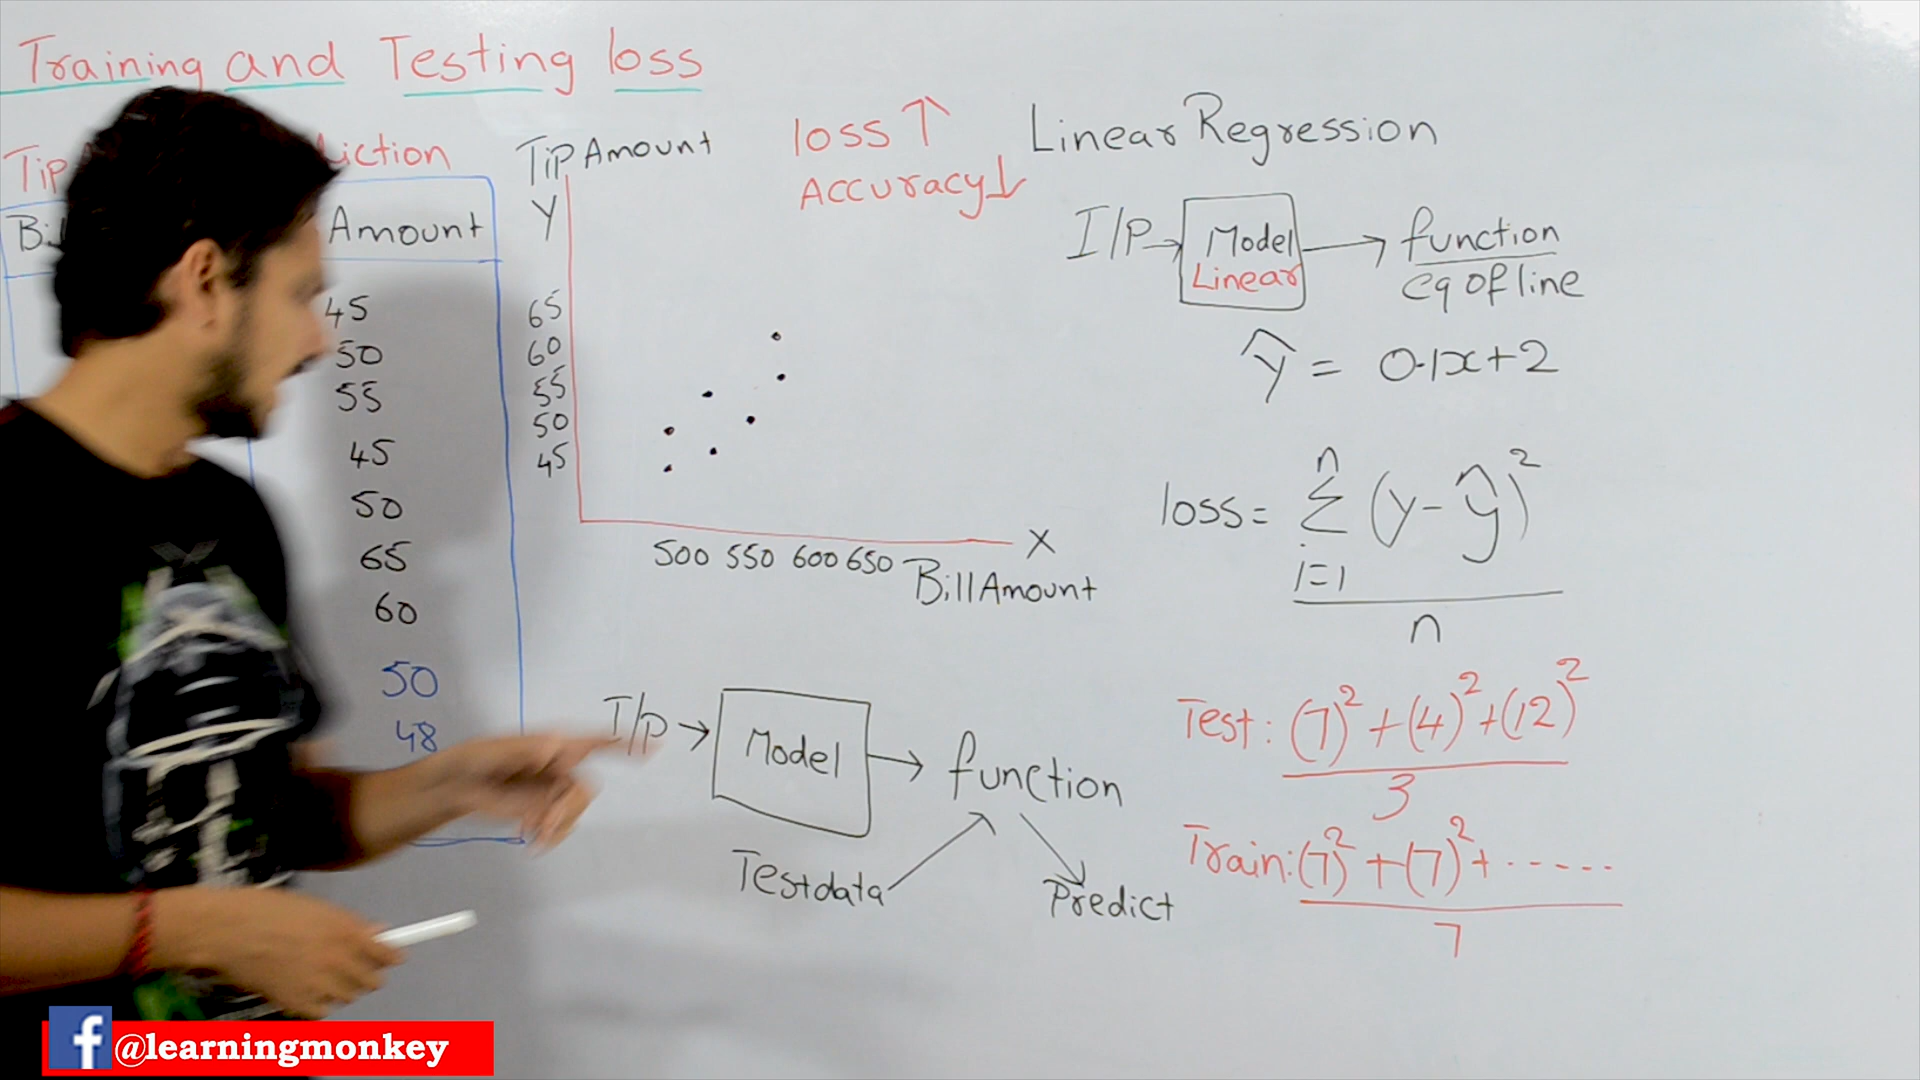 Training and Testing loss
Tip
Bill
Amount
45
50
55
45
50
65
60
50
48
Tip Amount
Y
65
60
55
50
45
500 550 600 650
X
Bill Amount
loss ↑
Accuracy ↓
Linear Regression
I/P → Model → function
Linear
eq of line
ŷ = 0.1x+2
n
loss = Σ (y-ŷ)²
i=1
n
I/P → Model → function
Testdata
Predict
Test: (7)² + (4)² + (12)²
3
Train: (7)² + (7)² + ......
7
@learningmonkey